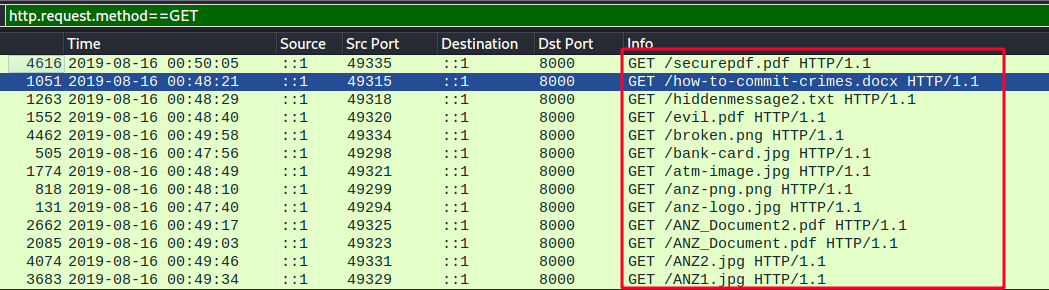 http.request.method==GET
Time Source Src Port Destination Dst Port Info
4616 2019-08-16 00:50:05 ::1 49335 ::1 8000 GET /securepdf.pdf HTTP/1.1
1051 2019-08-16 00:48:21 ::1 49315 ::1 8000 GET /how-to-commit-crimes.docx HTTP/1.1
1263 2019-08-16 00:48:29 ::1 49318 ::1 8000 GET /hiddenmessage2.txt HTTP/1.1
1552 2019-08-16 00:48:40 ::1 49320 ::1 8000 GET /evil.pdf HTTP/1.1
4462 2019-08-16 00:49:58 ::1 49334 ::1 8000 GET /broken.png HTTP/1.1
505 2019-08-16 00:47:56 ::1 49298 ::1 8000 GET /bank-card.jpg HTTP/1.1
1774 2019-08-16 00:48:49 ::1 49321 ::1 8000 GET /atm-image.jpg HTTP/1.1
818 2019-08-16 00:48:10 ::1 49299 ::1 8000 GET /anz-png.png HTTP/1.1
131 2019-08-16 00:47:40 ::1 49294 ::1 8000 GET /anz-logo.jpg HTTP/1.1
2662 2019-08-16 00:49:17 ::1 49325 ::1 8000 GET /ANZ_Document2.pdf HTTP/1.1
2085 2019-08-16 00:49:03 ::1 49323 ::1 8000 GET /ANZ_Document.pdf HTTP/1.1
4074 2019-08-16 00:49:46 ::1 49331 ::1 8000 GET /ANZ2.jpg HTTP/1.1
3683 2019-08-16 00:49:34 ::1 49329 ::1 8000 GET /ANZ1.jpg HTTP/1.1